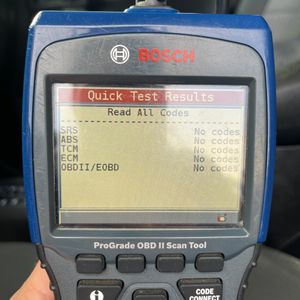 BOSCH
Quick Test Results
Read All Codes
SRS No codes
ABS No codes
TCM No codes
ECM No codes
OBDII/EOBD No codes
ProGrade OBD II Scan Tool
i
CODE
CONNECT